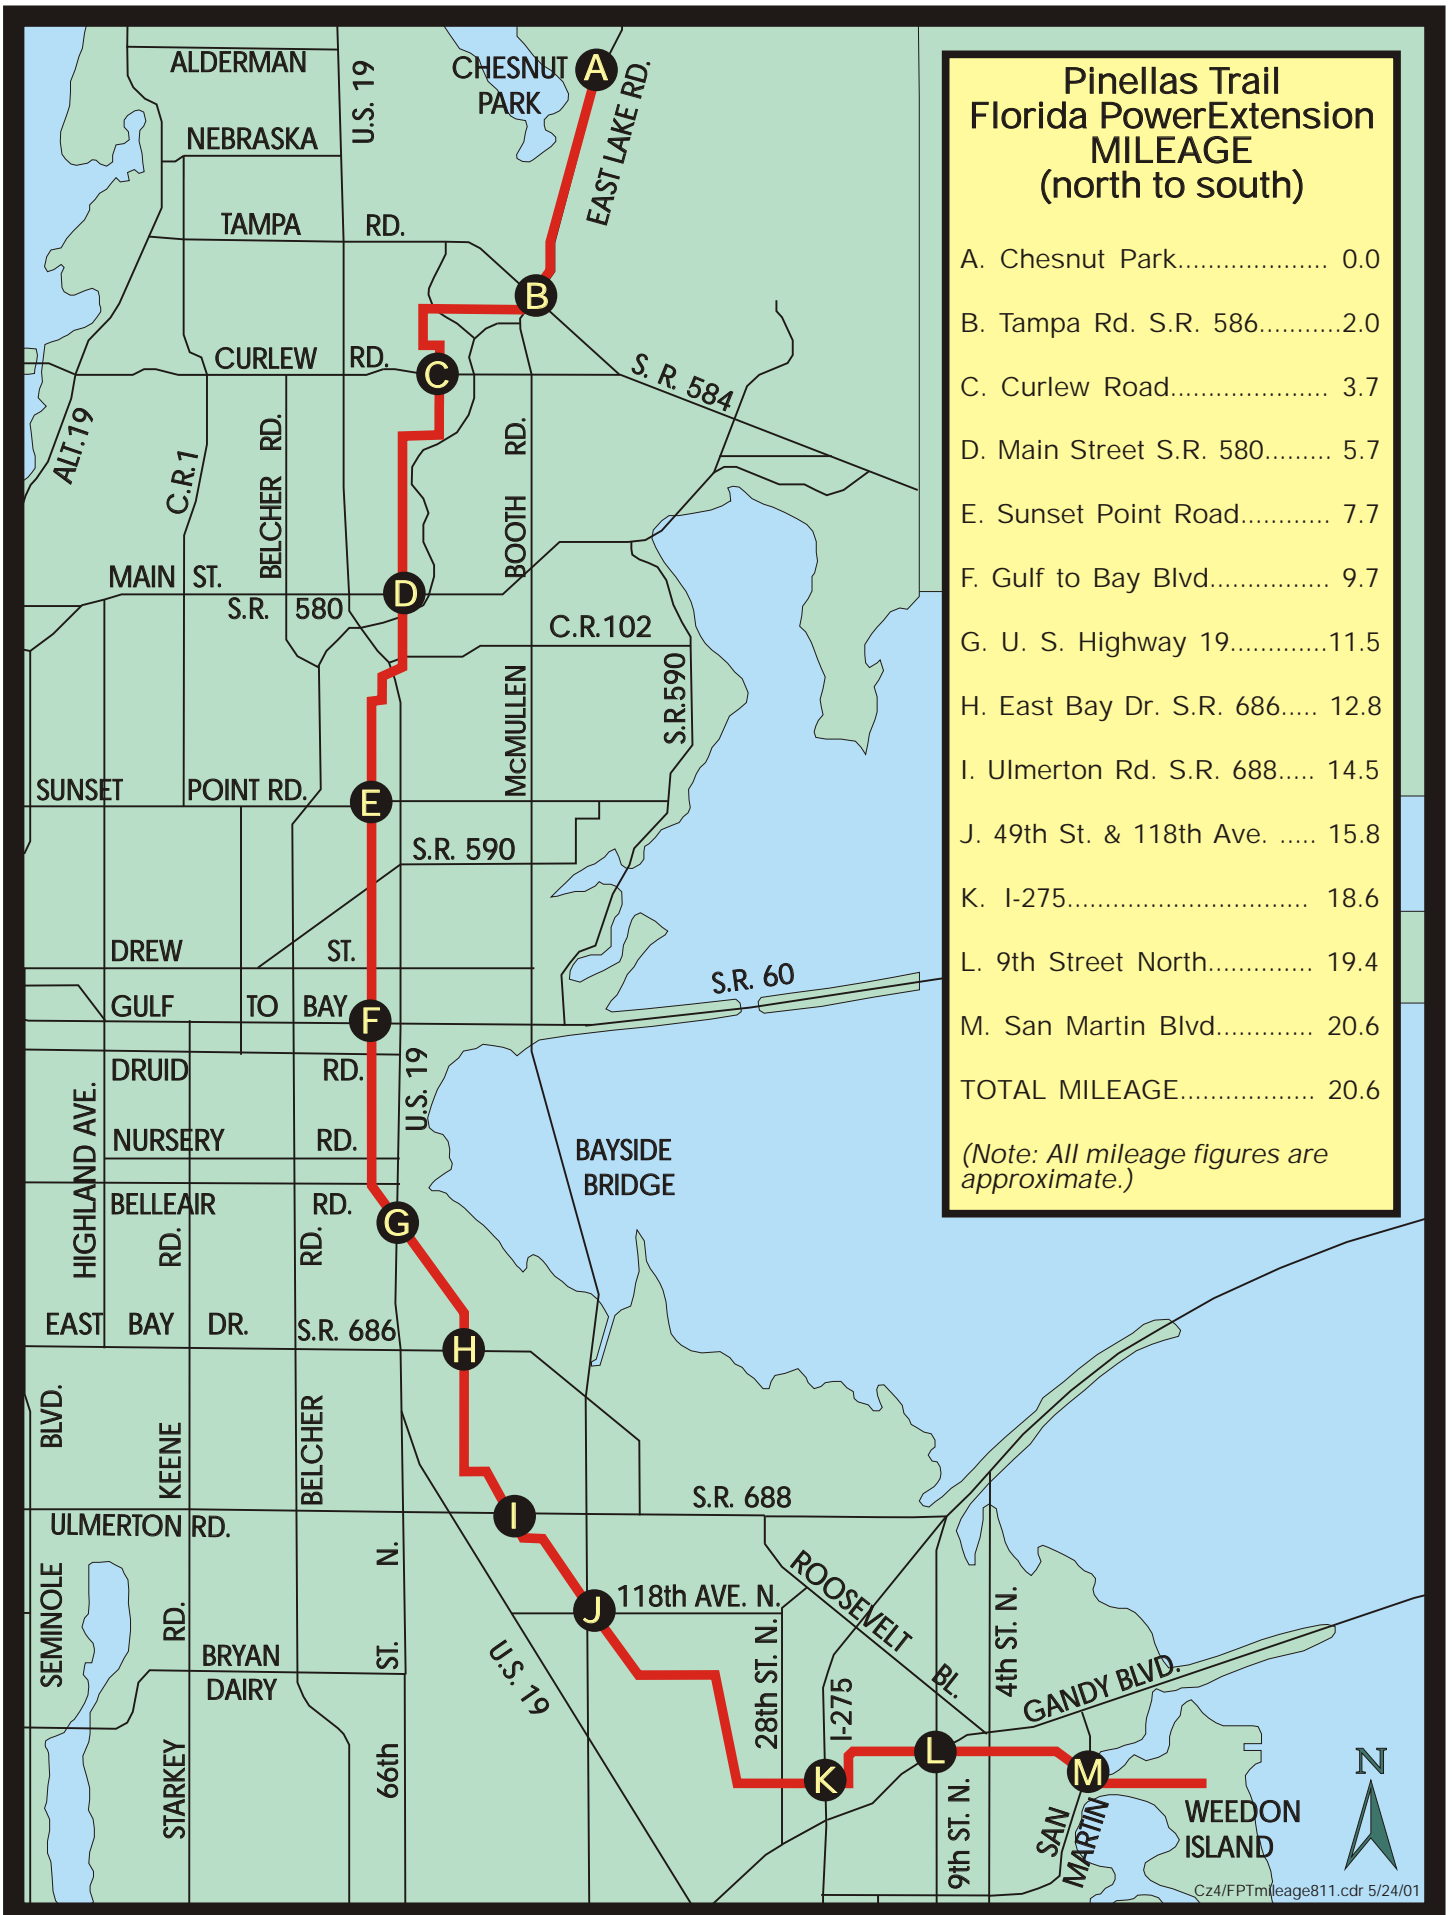 Pinellas Trail
Florida PowerExtension
MILEAGE
(north to south)
A. Chesnut Park.................... 0.0
B. Tampa Rd. S.R. 586...........2.0
C. Curlew Road..................... 3.7
D. Main Street S.R. 580......... 5.7
E. Sunset Point Road............ 7.7
F. Gulf to Bay Blvd................ 9.7
G. U. S. Highway 19.............11.5
H. East Bay Dr. S.R. 686..... 12.8
I. Ulmerton Rd. S.R. 688..... 14.5
J. 49th St. & 118th Ave. ..... 15.8
K. I-275................................ 18.6
L. 9th Street North.............. 19.4
M. San Martin Blvd............. 20.6
TOTAL MILEAGE.................. 20.6
(Note: All mileage figures are
approximate.)
ALDERMAN
U.S. 19
CHESNUT
PARK
A
EAST LAKE RD.
NEBRASKA
TAMPA RD.
B
CURLEW RD.
C
S. R. 584
ALT.19
C.R.1
BELCHER RD.
BOOTH RD.
MAIN ST.
S.R. 580
D
C.R.102
S.R.590
McMULLEN
SUNSET POINT RD.
E
S.R. 590
DREW ST.
S.R. 60
GULF TO BAY
F
DRUID RD.
U.S. 19
HIGHLAND AVE.
NURSERY RD.
BAYSIDE
BRIDGE
BELLEAIR RD.
G
RD.
RD.
EAST BAY DR.
S.R. 686
H
BLVD.
KEENE
BELCHER
S.R. 688
I
ULMERTON RD.
N.
ROOSEVELT BL.
118th AVE. N.
J
SEMINOLE
RD.
BRYAN
DAIRY
ST.
U.S. 19
28th ST. N.
I-275
4th ST. N.
GANDY BLVD.
STARKEY
66th
K
L
M
9th ST. N.
SAN
MARTIN
WEEDON
ISLAND
N
Cz4/FPTmileage811.cdr 5/24/01